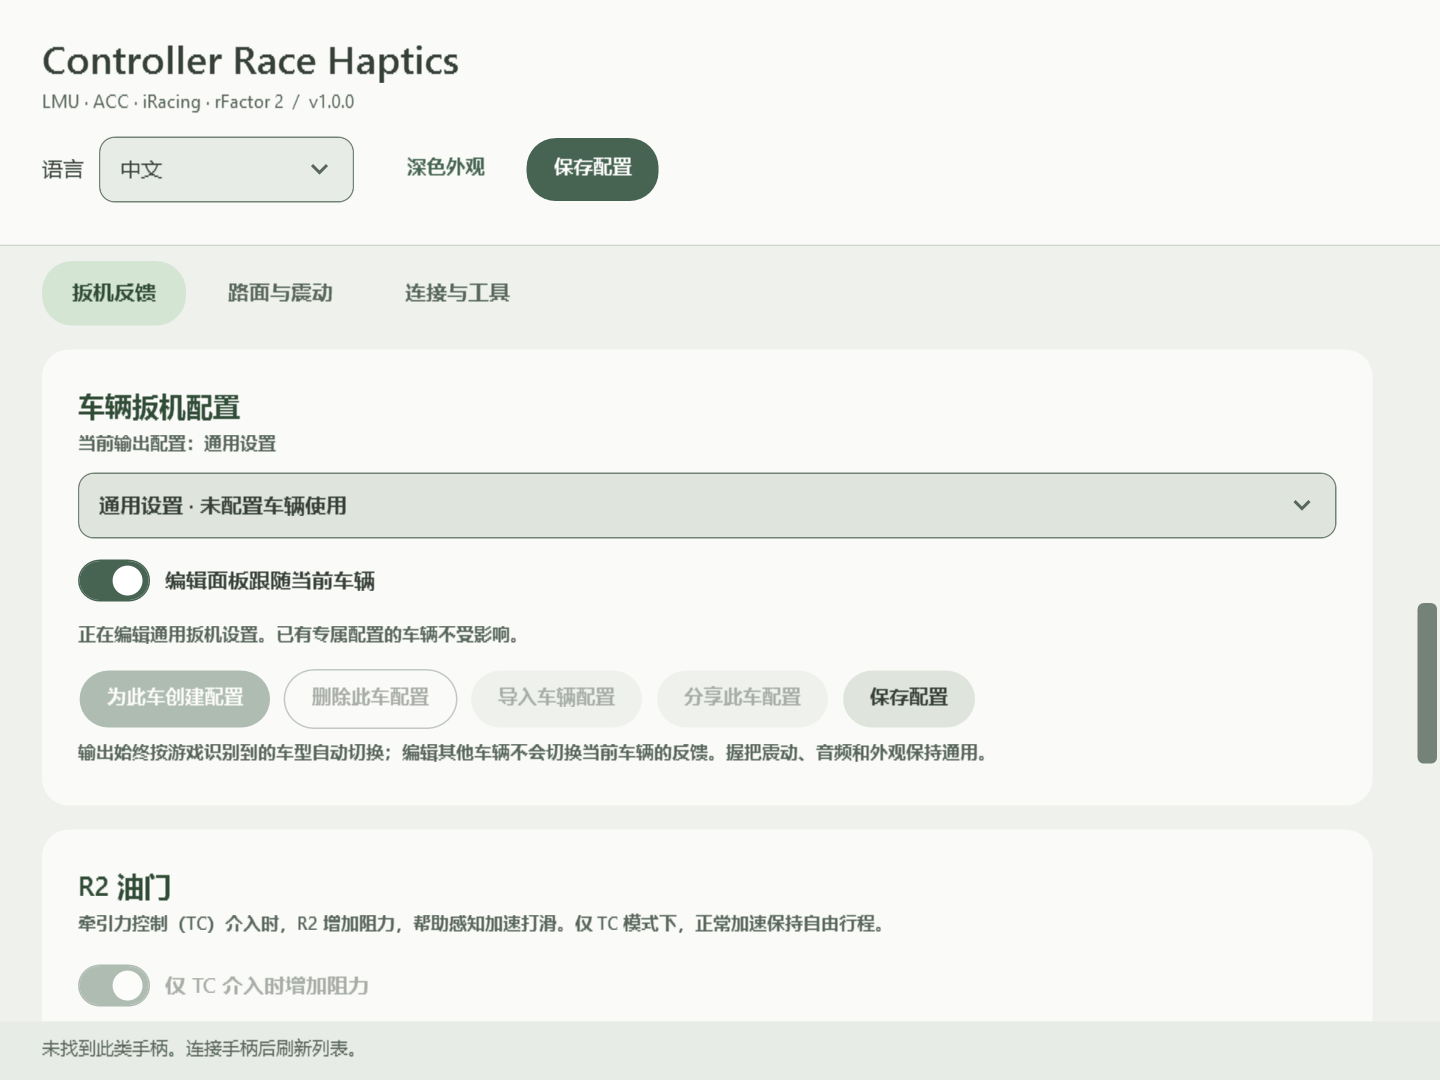 Controller Race Haptics
LMU · ACC · iRacing · rFactor 2 / v1.0.0
语言
中文
深色外观
保存配置
扳机反馈
路面与震动
连接与工具
车辆扳机配置
当前输出配置：通用设置
通用设置 · 未配置车辆使用
编辑面板跟随当前车辆
正在编辑通用扳机设置。已有专属配置的车辆不受影响。
为此车创建配置
删除此车配置
导入车辆配置
分享此车配置
保存配置
输出始终按游戏识别到的车型自动切换；编辑其他车辆不会切换当前车辆的反馈。握把震动、音频和外观保持通用。
R2 油门
牵引力控制（TC）介入时，R2 增加阻力，帮助感知加速打滑。仅 TC 模式下，正常加速保持自由行程。
仅 TC 介入时增加阻力
未找到此类手柄。连接手柄后刷新列表。